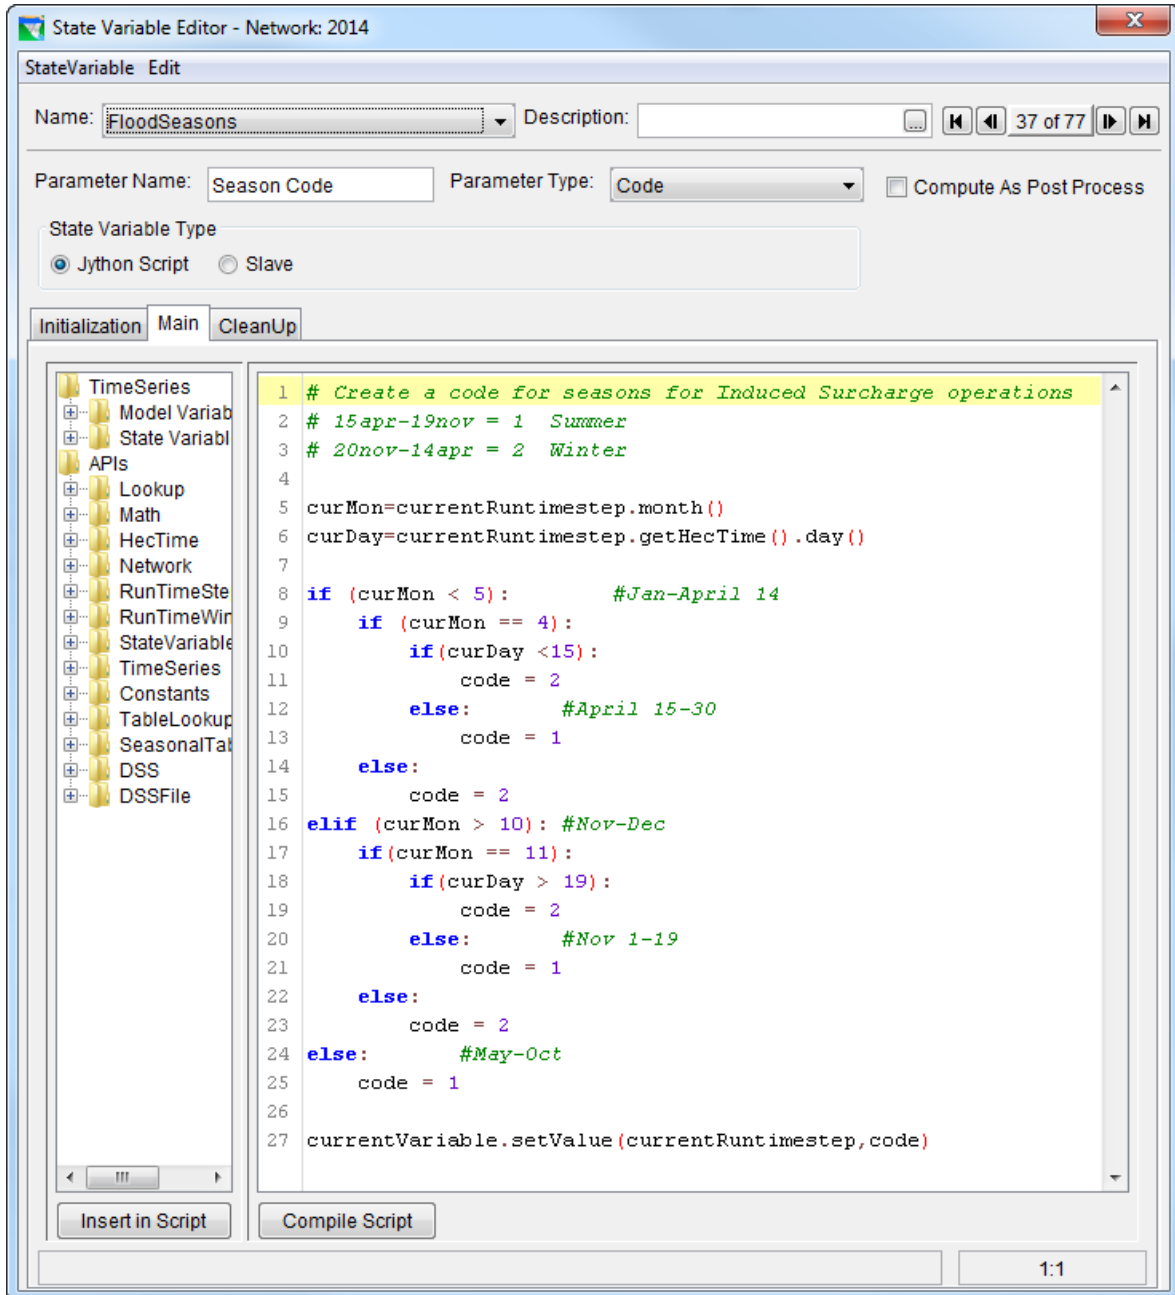 State Variable Editor - Network: 2014
StateVariable Edit
Name: FloodSeasons Description: ... 37 of 77
Parameter Name: Season Code Parameter Type: Code Compute As Post Process
State Variable Type
Jython Script Slave
Initialization Main CleanUp
TimeSeries
Model Variab
State Variabl
APIs
Lookup
Math
HecTime
Network
RunTimeSte
RunTimeWin
StateVariable
TimeSeries
Constants
TableLookup
SeasonalTab
DSS
DSSFile
1 # Create a code for seasons for Induced Surcharge operations
2 # 15apr-19nov = 1  Summer
3 # 20nov-14apr = 2  Winter
4
5 curMon=currentRuntimestep.month()
6 curDay=currentRuntimestep.getHecTime().day()
7
8 if (curMon < 5):        #Jan-April 14
9     if (curMon == 4):
10         if(curDay <15):
11             code = 2
12         else:       #April 15-30
13             code = 1
14     else:
15         code = 2
16 elif (curMon > 10): #Nov-Dec
17     if(curMon == 11):
18         if(curDay > 19):
19             code = 2
20         else:       #Nov 1-19
21             code = 1
22     else:
23         code = 2
24 else:       #May-Oct
25     code = 1
26
27 currentVariable.setValue(currentRuntimestep,code)
Insert in Script Compile Script
1:1